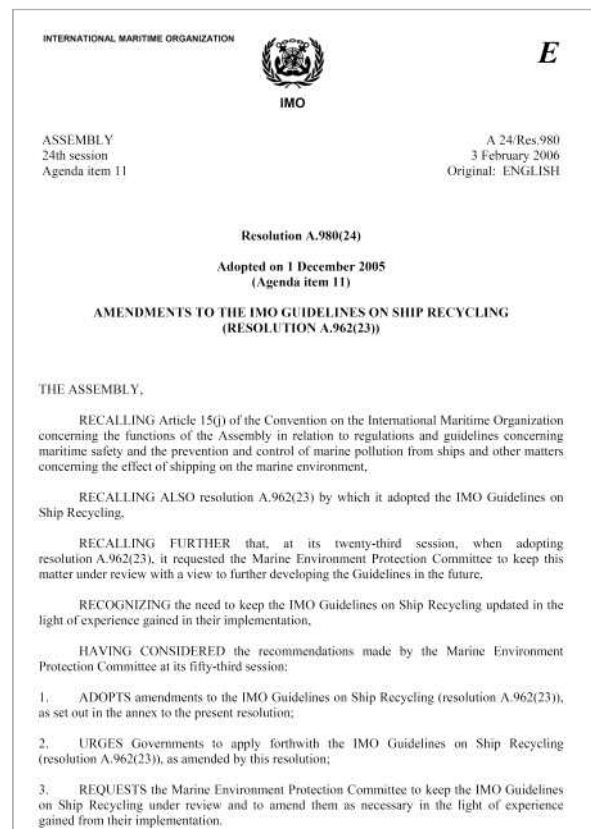 INTERNATIONAL MARITIME ORGANIZATION
E
IMO
ASSEMBLY
24th session
Agenda item 11
A 24/Res.980
3 February 2006
Original: ENGLISH
Resolution A.980(24)
Adopted on 1 December 2005
(Agenda item 11)
AMENDMENTS TO THE IMO GUIDELINES ON SHIP RECYCLING
(RESOLUTION A.962(23))
THE ASSEMBLY,
RECALLING Article 15(j) of the Convention on the International Maritime Organization
concerning the functions of the Assembly in relation to regulations and guidelines concerning
maritime safety and the prevention and control of marine pollution from ships and other matters
concerning the effect of shipping on the marine environment,
RECALLING ALSO resolution A.962(23) by which it adopted the IMO Guidelines on
Ship Recycling,
RECALLING FURTHER that, at its twenty-third session, when adopting
resolution A.962(23), it requested the Marine Environment Protection Committee to keep this
matter under review with a view to further developing the Guidelines in the future,
RECOGNIZING the need to keep the IMO Guidelines on Ship Recycling updated in the
light of experience gained in their implementation,
HAVING CONSIDERED the recommendations made by the Marine Environment
Protection Committee at its fifty-third session:
1. ADOPTS amendments to the IMO Guidelines on Ship Recycling (resolution A.962(23)),
as set out in the annex to the present resolution;
2. URGES Governments to apply forthwith the IMO Guidelines on Ship Recycling
(resolution A.962(23)), as amended by this resolution;
3. REQUESTS the Marine Environment Protection Committee to keep the IMO Guidelines
on Ship Recycling under review and to amend them as necessary in the light of experience
gained from their implementation.